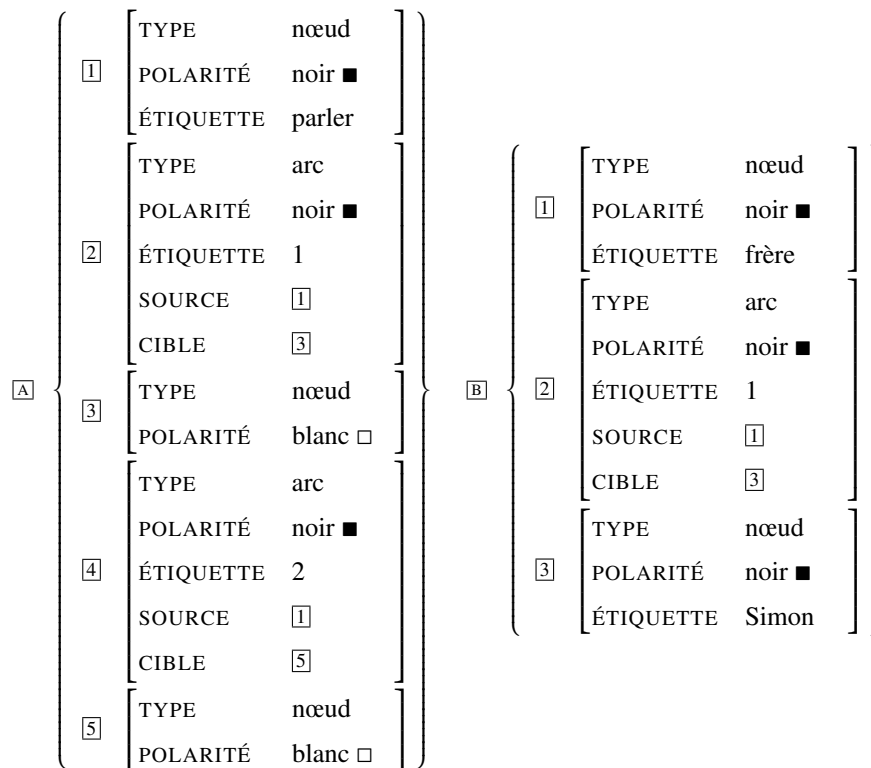 A
1
TYPE nœud
POLARITÉ noir ■
ÉTIQUETTE parler
2
TYPE arc
POLARITÉ noir ■
ÉTIQUETTE 1
SOURCE 1
CIBLE 3
3
TYPE nœud
POLARITÉ blanc □
4
TYPE arc
POLARITÉ noir ■
ÉTIQUETTE 2
SOURCE 1
CIBLE 5
5
TYPE nœud
POLARITÉ blanc □
B
1
TYPE nœud
POLARITÉ noir ■
ÉTIQUETTE frère
2
TYPE arc
POLARITÉ noir ■
ÉTIQUETTE 1
SOURCE 1
CIBLE 3
3
TYPE nœud
POLARITÉ noir ■
ÉTIQUETTE Simon